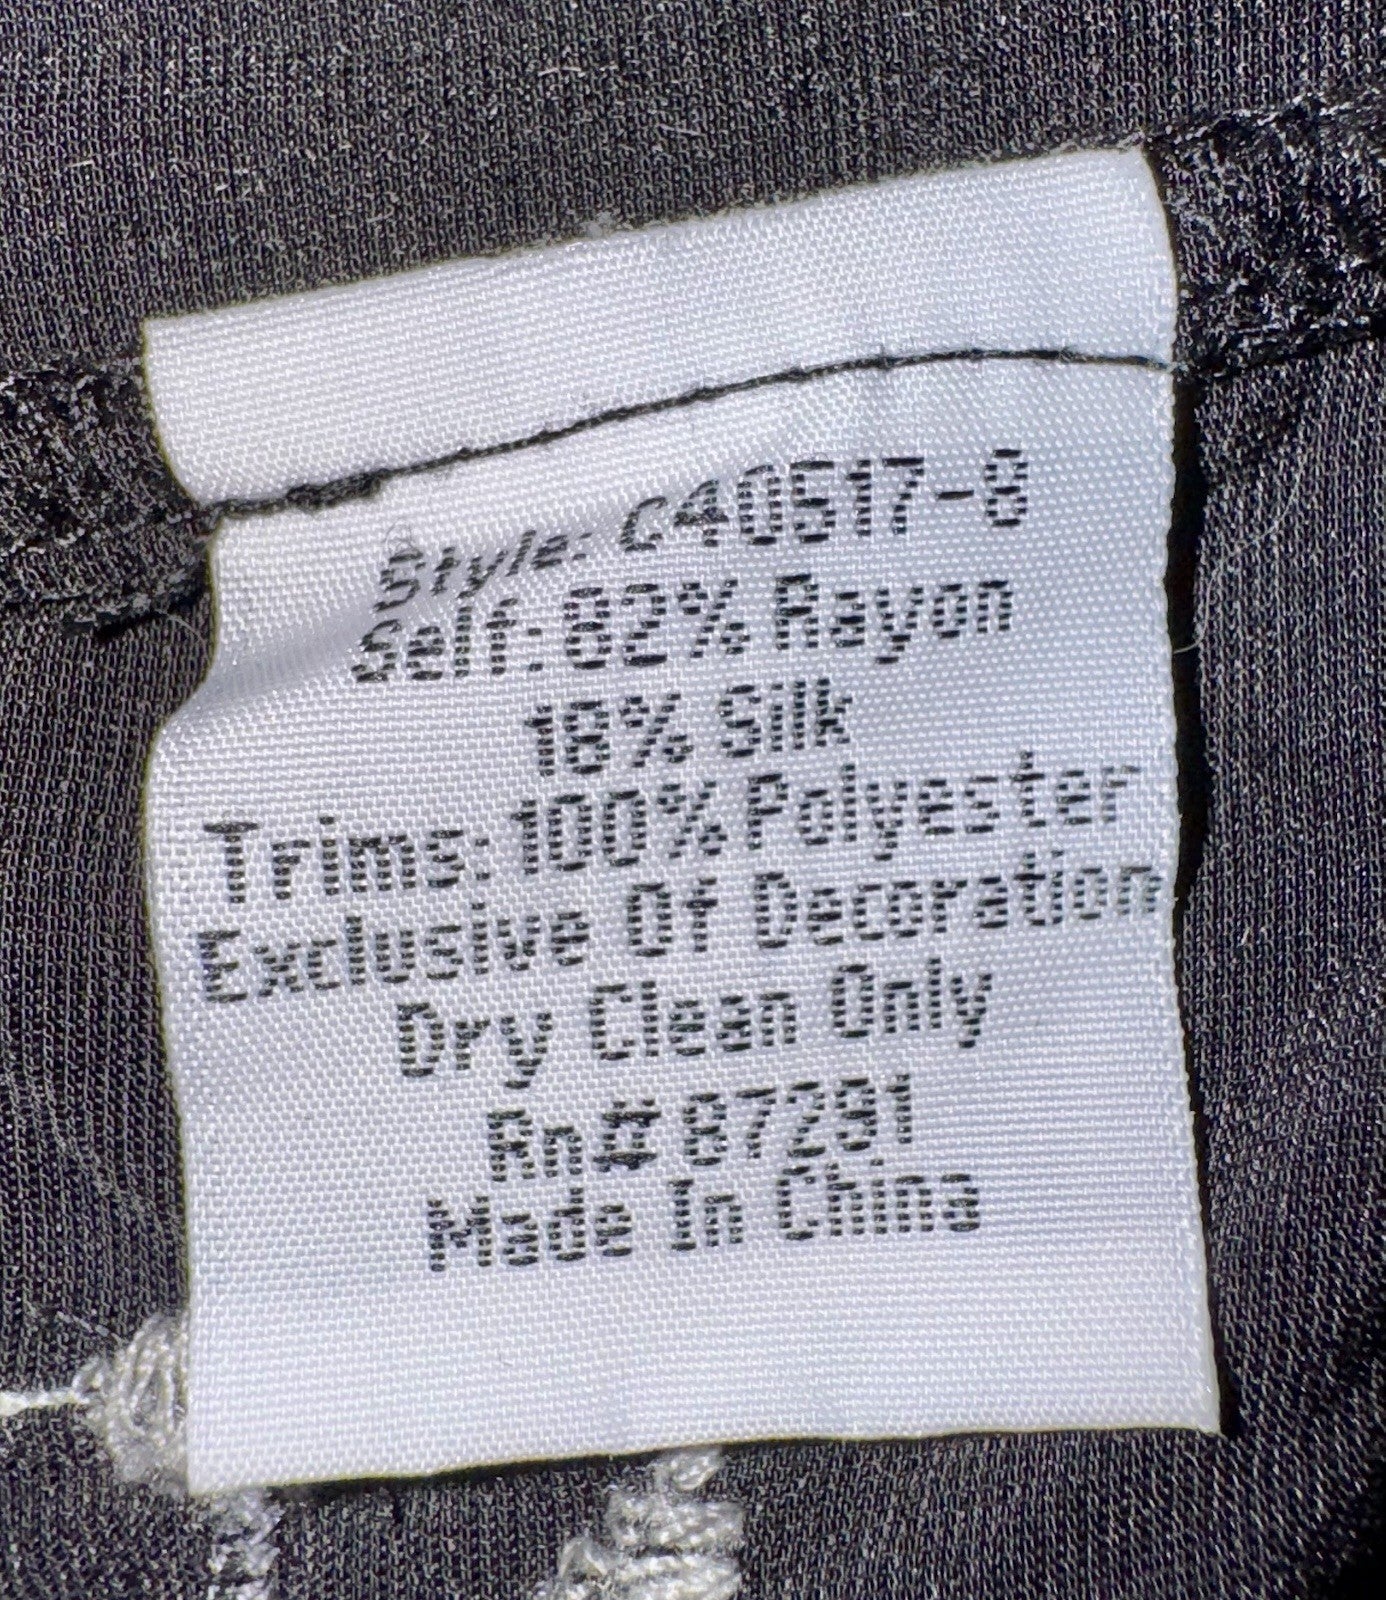 Style: C40517-8
Self: 82% Rayon
18% Silk
Trims: 100% Polyester
Exclusive Of Decoration
Dry Clean Only
Rn# 87291
Made In China